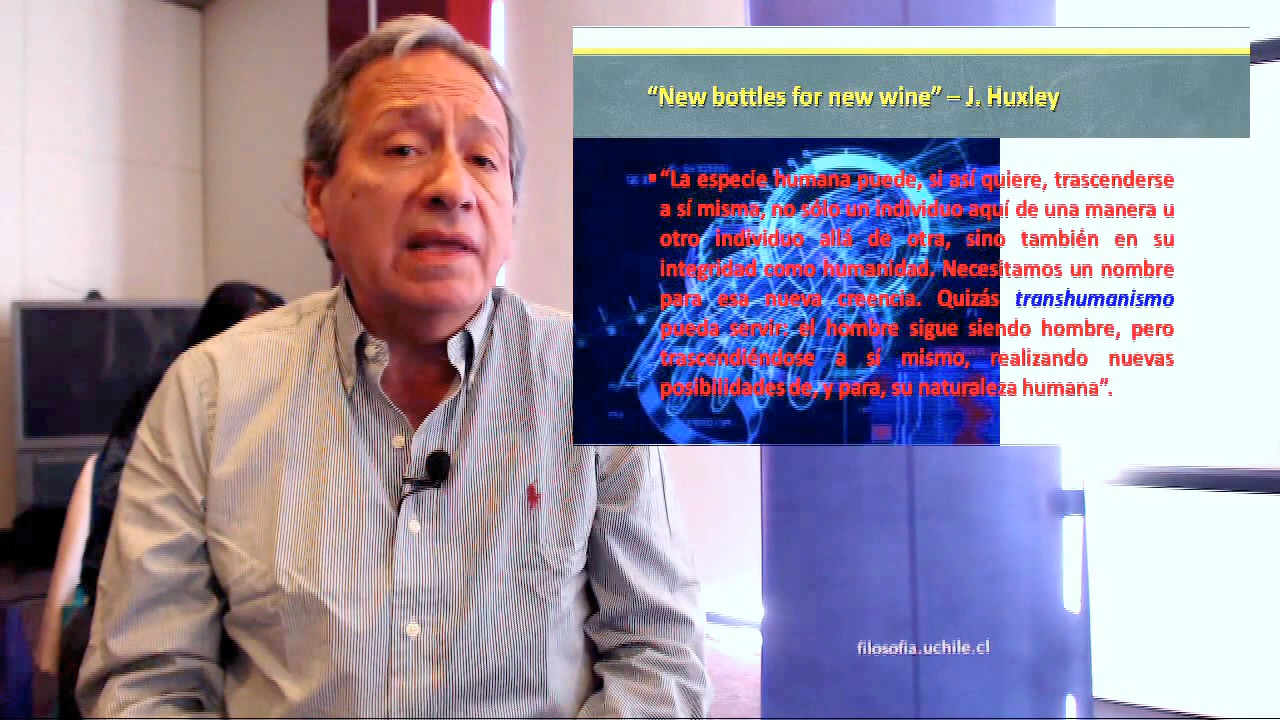 “New bottles for new wine” – J. Huxley
▪ “La especie humana puede, si así quiere, trascenderse
a sí misma, no sólo un individuo aquí de una manera u
otro individuo allá de otra, sino también en su
integridad como humanidad. Necesitamos un nombre
para esa nueva creencia. Quizás transhumanismo
pueda servir: el hombre sigue siendo hombre, pero
trascendiéndose a sí mismo, realizando nuevas
posibilidades de, y para, su naturaleza humana”.
filosofia.uchile.cl